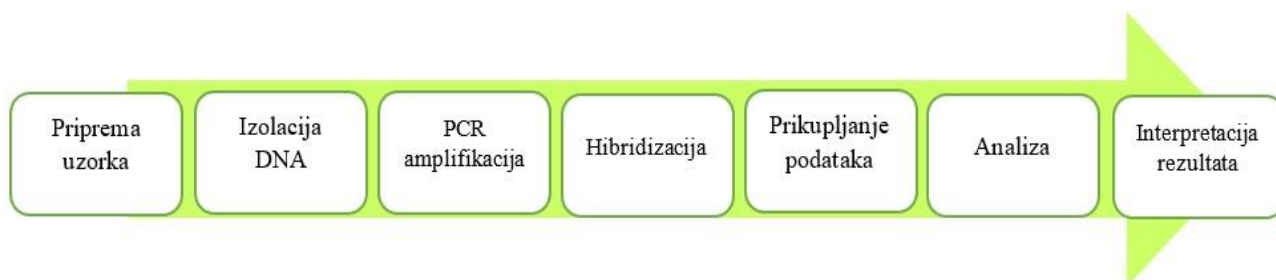 Priprema
uzorka
Izolacija
DNA
PCR
amplifikacija
Hibridizacija
Prikupljanje
podataka
Analiza
Interpretacija
rezultata